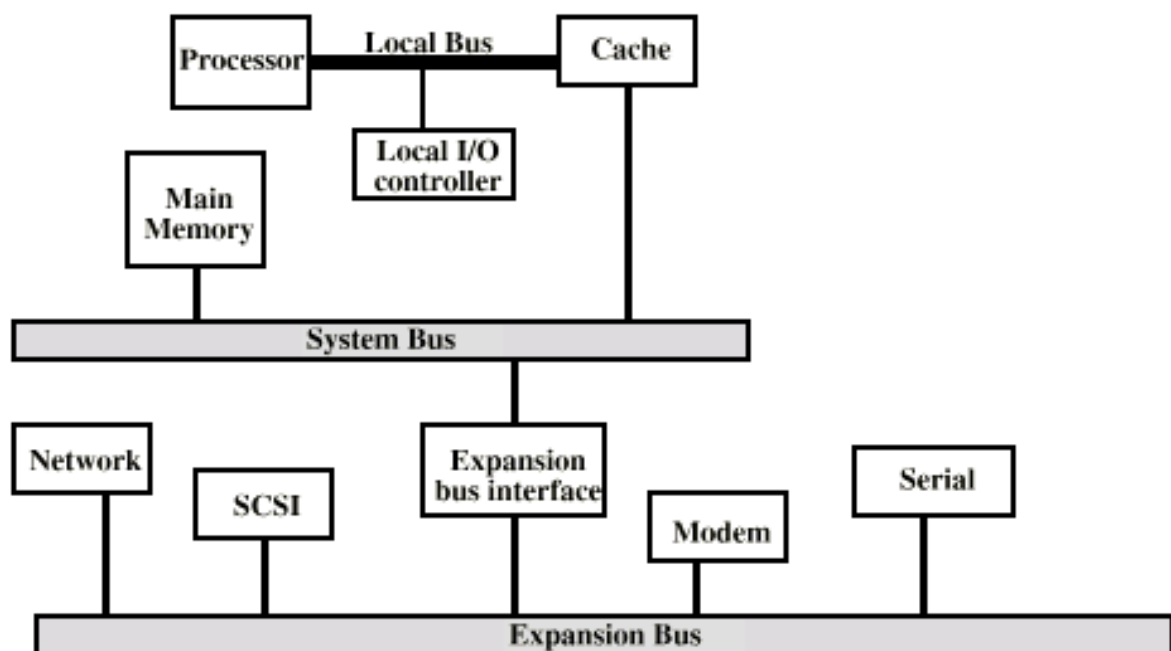 Local Bus
Processor
Cache
Local I/O
controller
Main
Memory
System Bus
Network
SCSI
Expansion
bus interface
Modem
Serial
Expansion Bus